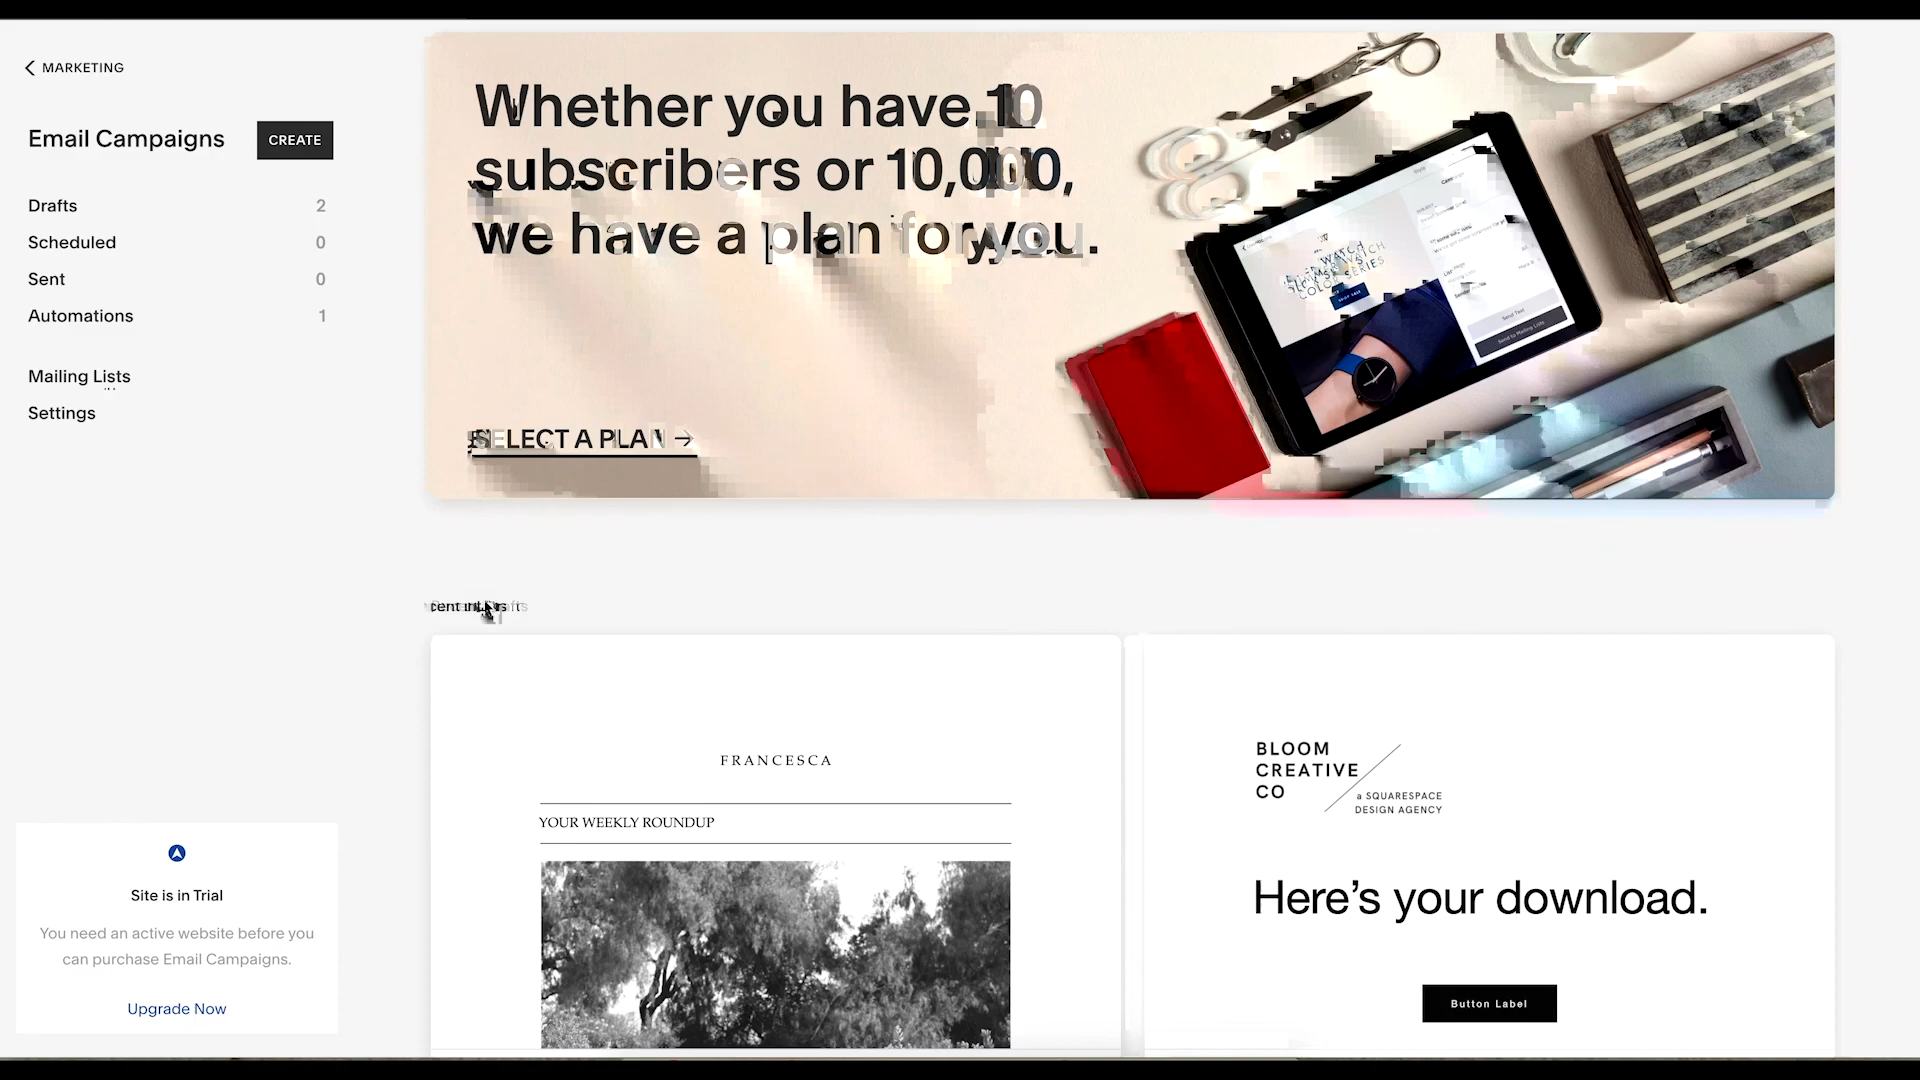 MARKETING
Email Campaigns
CREATE
Drafts 2
Scheduled 0
Sent 0
Automations 1
Mailing Lists
Settings
Site is in Trial
You need an active website before you
can purchase Email Campaigns.
Upgrade Now
Whether you have 10
subscribers or 10,000,
we have a plan for you.
SELECT A PLAN →
FRANCESCA
YOUR WEEKLY ROUNDUP
BLOOM
CREATIVE
CO
a SQUARESPACE
DESIGN AGENCY
Here’s your download.
Button Label